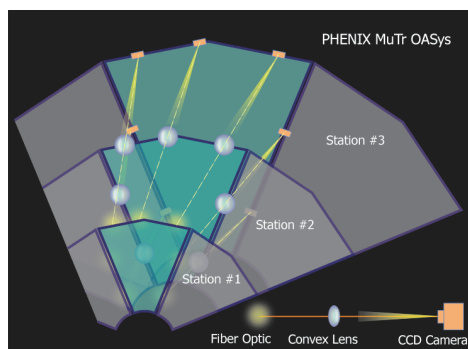 PHENIX MuTr OASys
Station #3
Station #2
Station #1
Fiber Optic
Convex Lens
CCD Camera